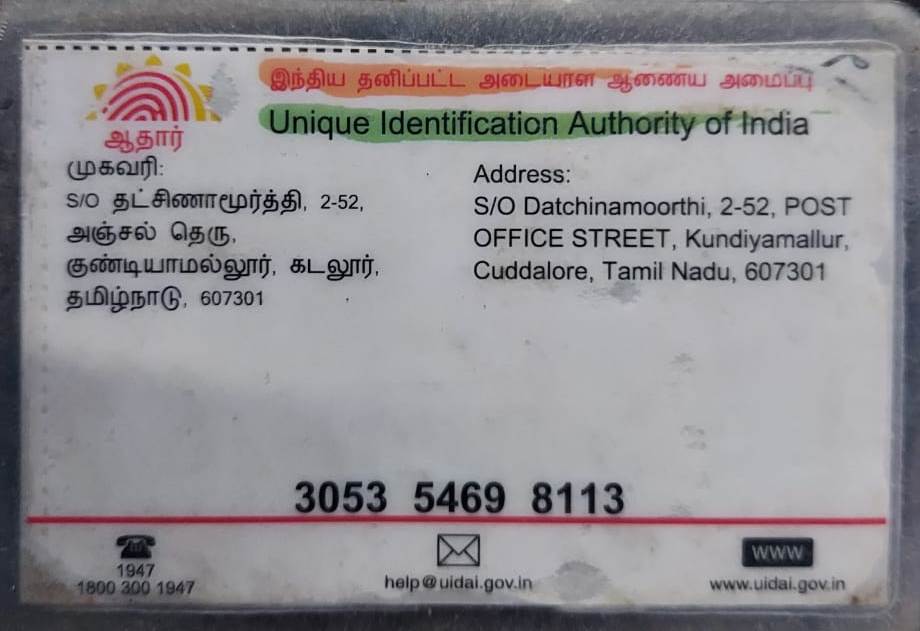 இந்திய தனிப்பட்ட அடையாள ஆணைய அமைப்பு
Unique Identification Authority of India
ஆதார்
முகவரி:
S/O தட்சிணாமூர்த்தி, 2-52,
அஞ்சல் தெரு,
குண்டியாமல்லூர், கடலூர்,
தமிழ்நாடு, 607301
Address:
S/O Datchinamoorthi, 2-52, POST
OFFICE STREET, Kundiyamallur,
Cuddalore, Tamil Nadu, 607301
3053 5469 8113
1947
1800 300 1947
help@uidai.gov.in
www
www.uidai.gov.in